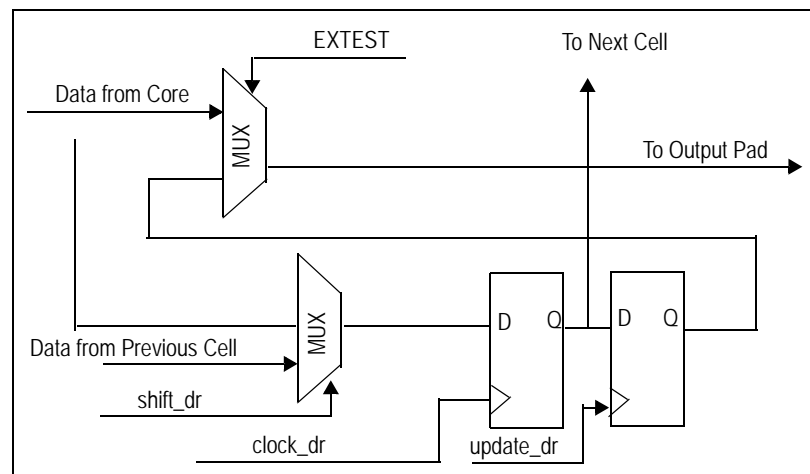 EXTEST
To Next Cell
Data from Core
MUX
To Output Pad
MUX
D Q
D Q
Data from Previous Cell
shift_dr
clock_dr
update_dr